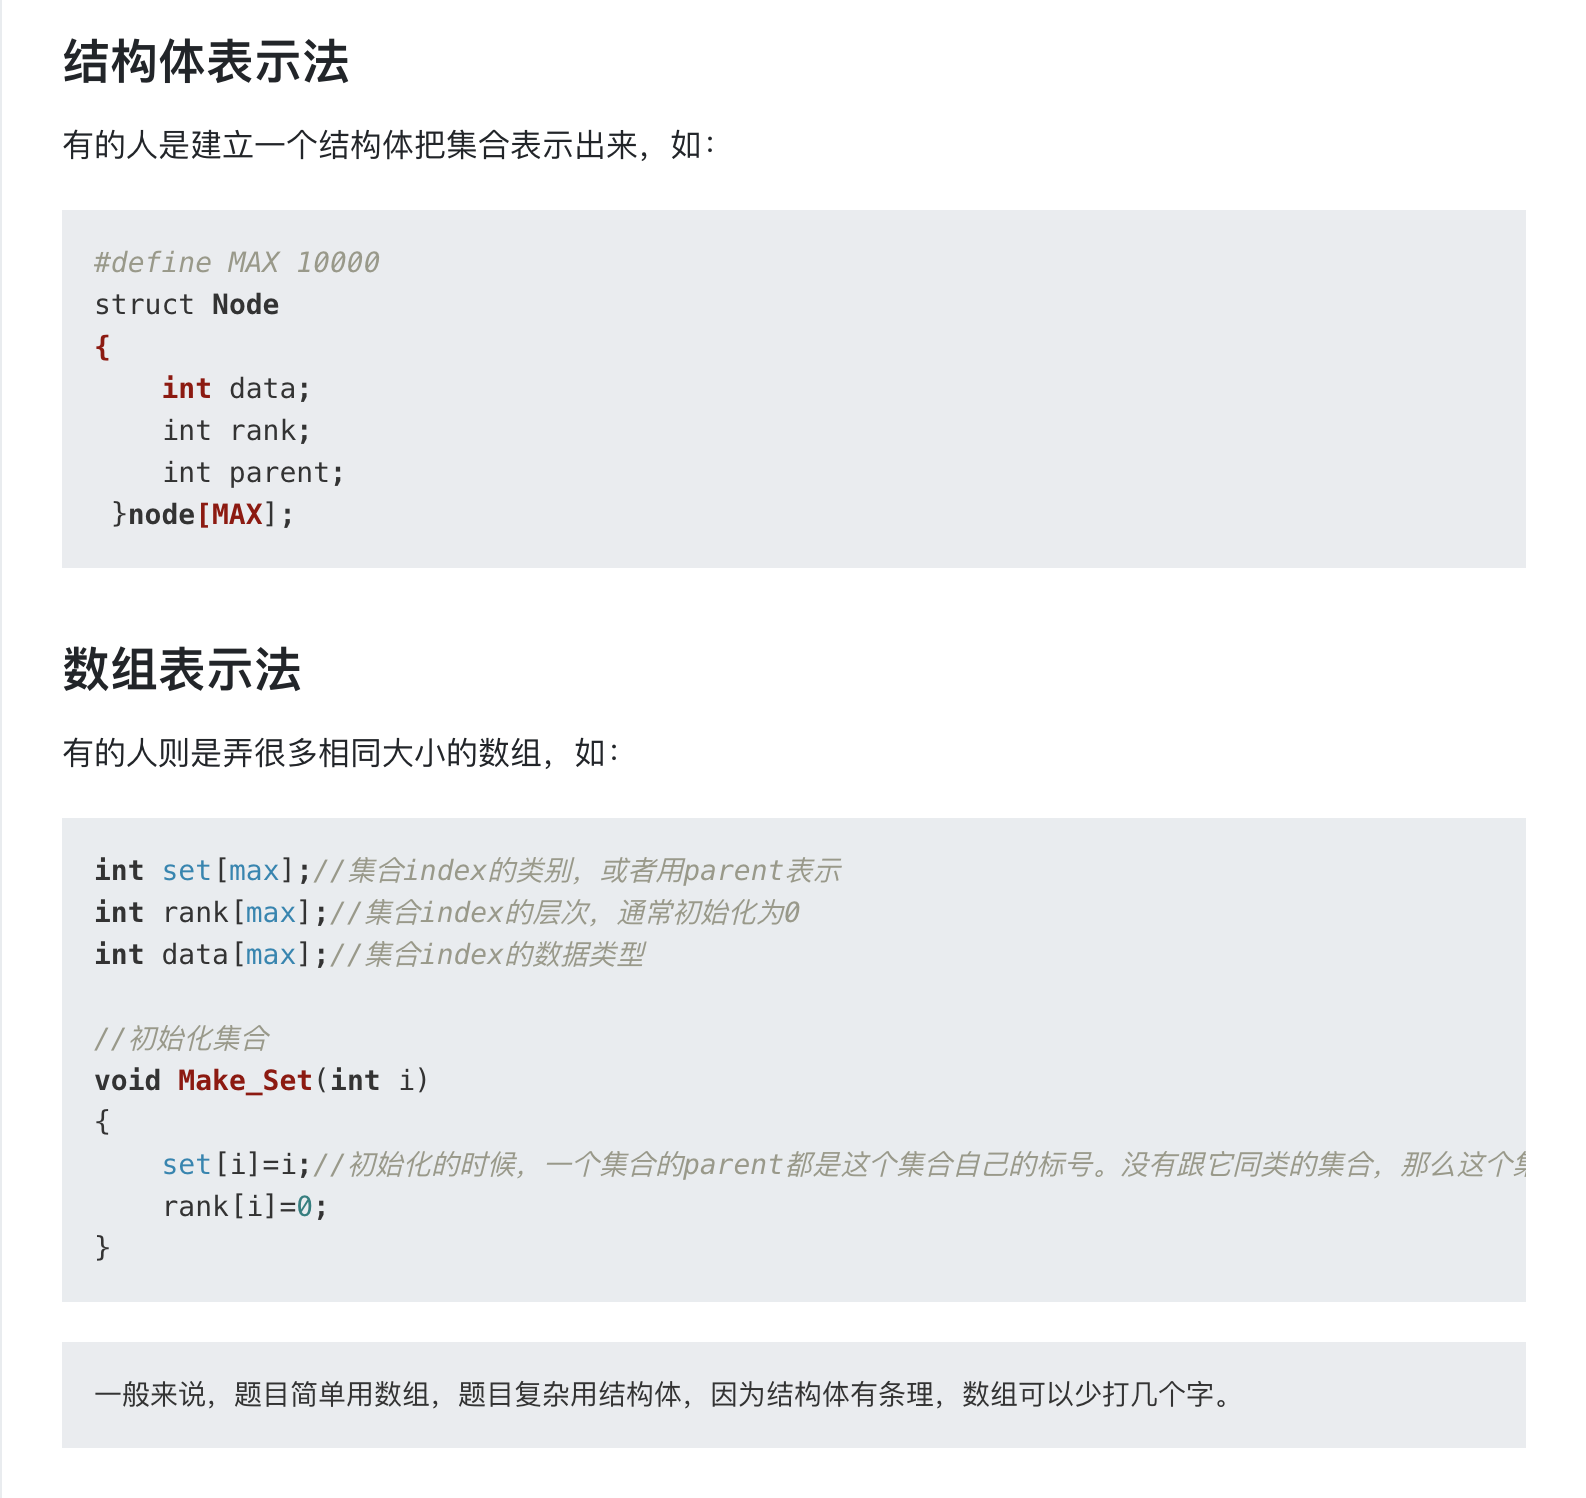 结构体表示法
有的人是建立一个结构体把集合表示出来，如：
#define MAX 10000
struct Node
{
    int data;
    int rank;
    int parent;
 }node[MAX];
数组表示法
有的人则是弄很多相同大小的数组，如：
int set[max];//集合index的类别，或者用parent表示
int rank[max];//集合index的层次，通常初始化为0
int data[max];//集合index的数据类型
//初始化集合
void Make_Set(int i)
{
    set[i]=i;//初始化的时候，一个集合的parent都是这个集合自己的标号。没有跟它同类的集合，那么这个
    rank[i]=0;
}
一般来说，题目简单用数组，题目复杂用结构体，因为结构体有条理，数组可以少打几个字。